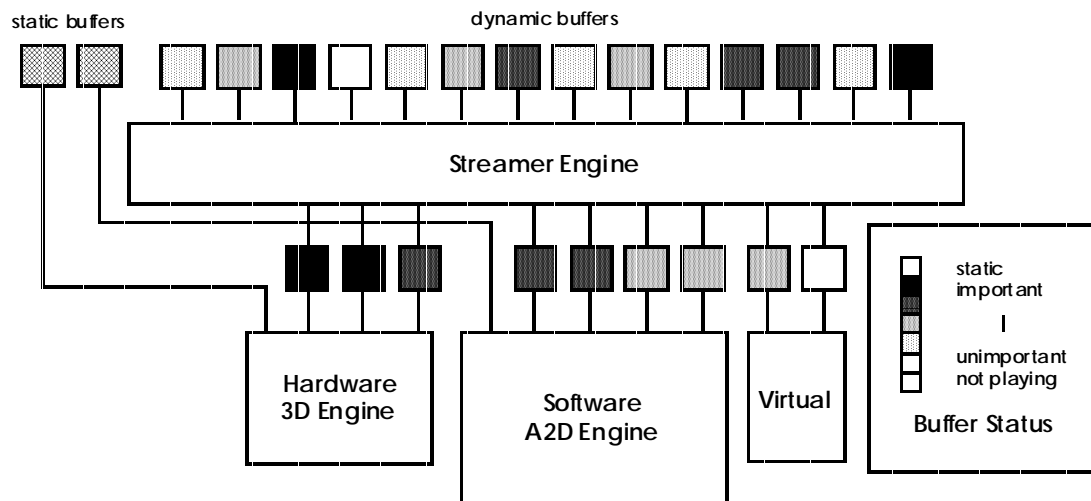 static buffers
dynamic buffers
Streamer Engine
Hardware
3D Engine
Software
A2D Engine
Virtual
static
important
unimportant
not playing
Buffer Status